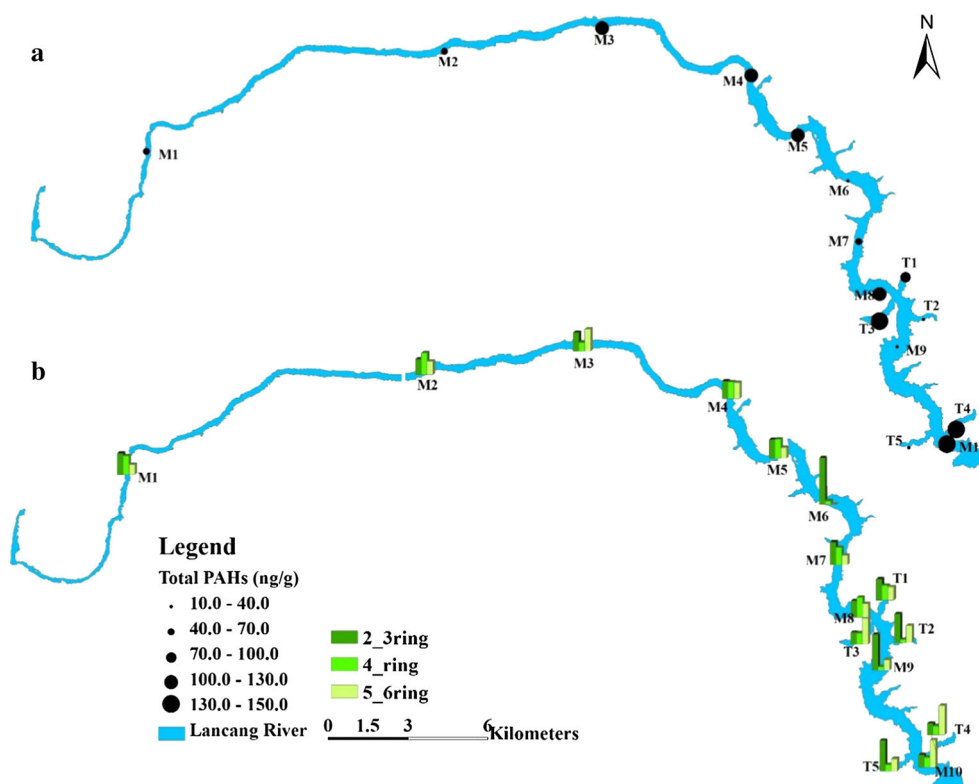 a
N
M1
M2
M3
M4
M5
M6
M7
T1
M8
T2
T3
M9
T4
T5
M1
b
M1
M2
M3
M4
M5
M6
M7
T1
M8
T2
T3
M9
T4
T5
M10
Legend
Total PAHs (ng/g)
10.0 - 40.0
40.0 - 70.0
70.0 - 100.0
100.0 - 130.0
130.0 - 150.0
Lancang River
2_3ring
4_ring
5_6ring
0 1.5 3 6
Kilometers